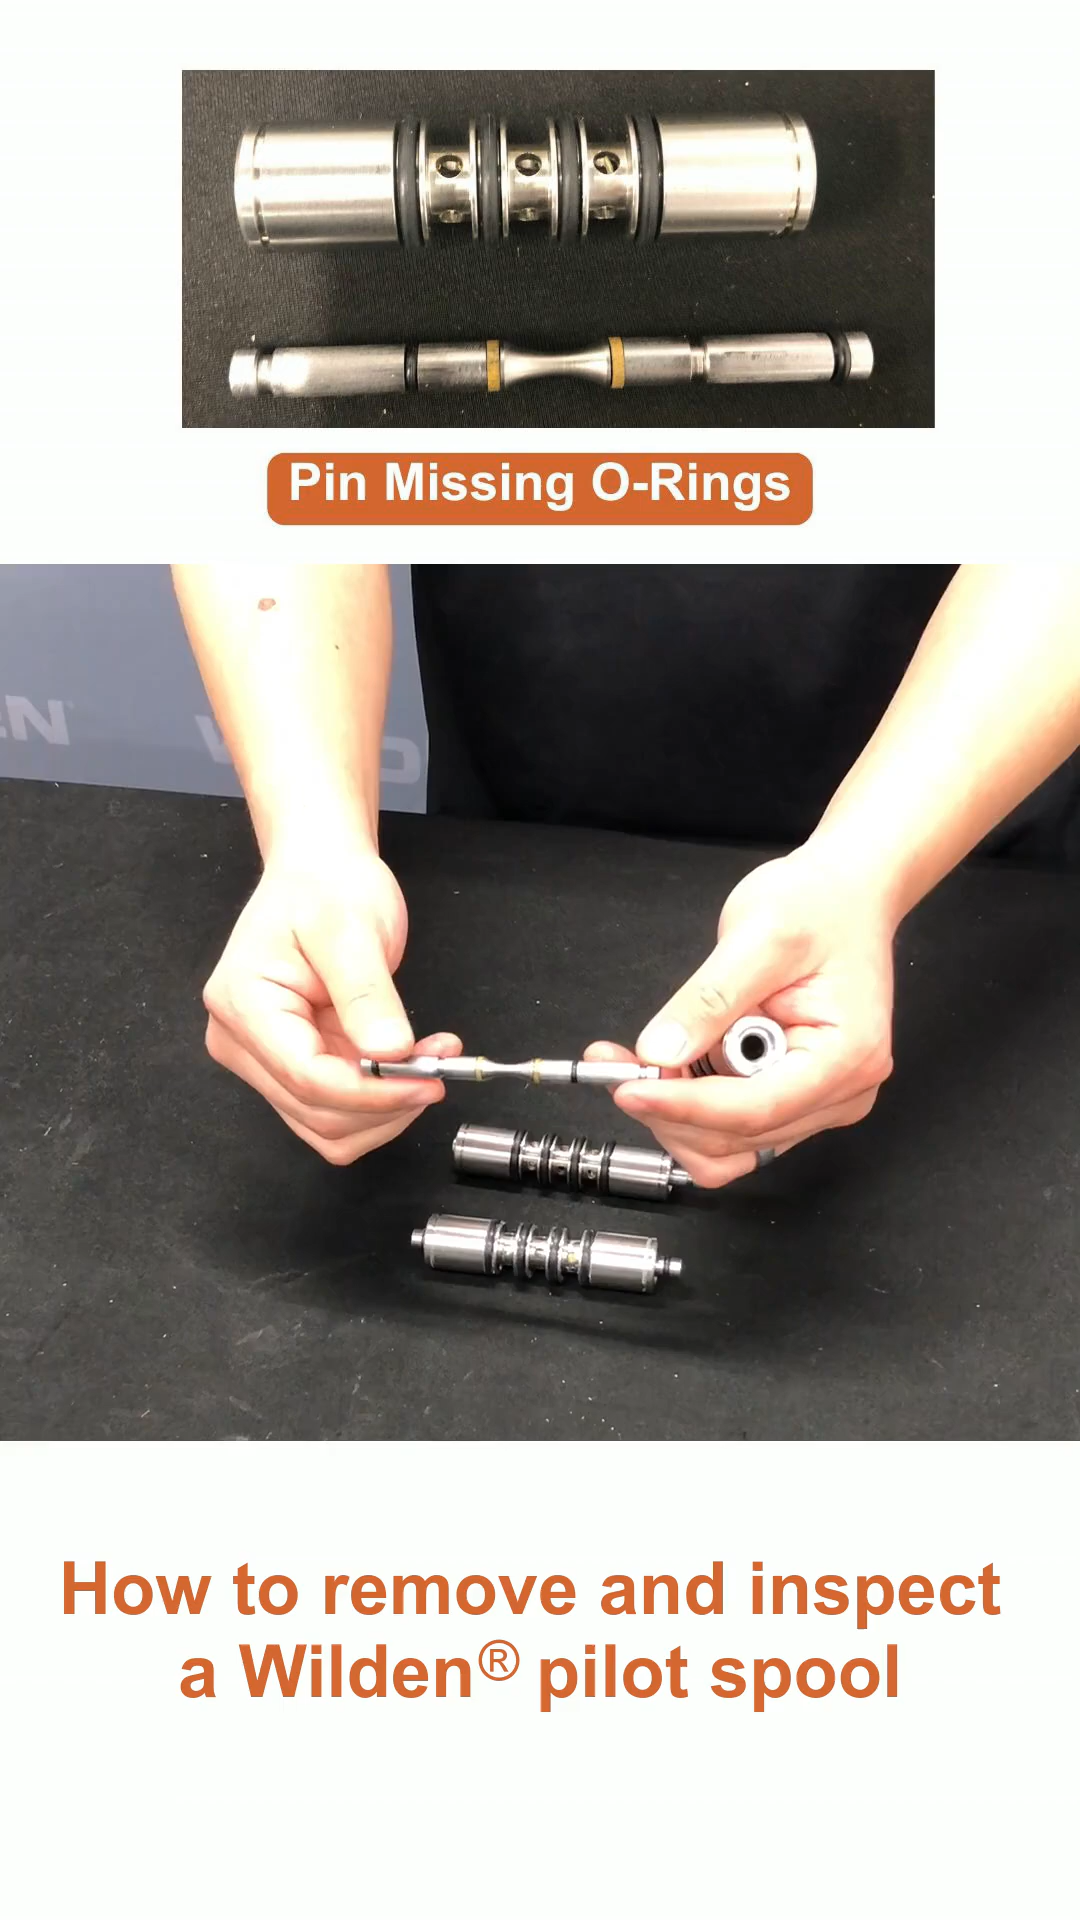 Pin Missing O-Rings
How to remove and inspect
a Wilden® pilot spool